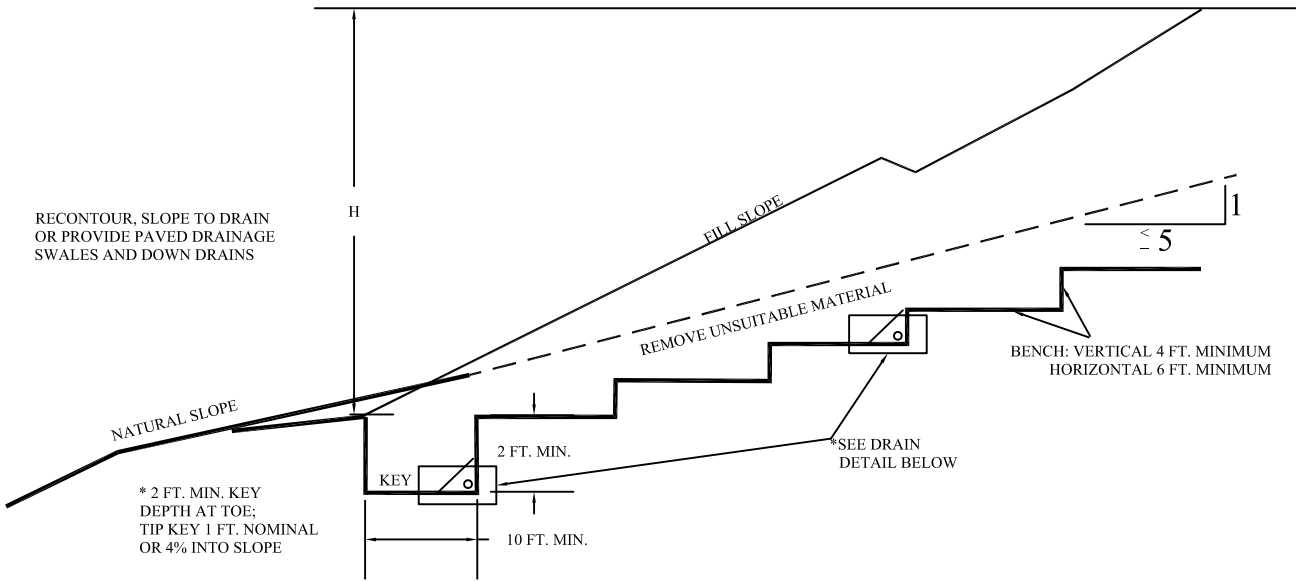 H
RECONTOUR, SLOPE TO DRAIN
OR PROVIDE PAVED DRAINAGE
SWALES AND DOWN DRAINS
FILL SLOPE
1
≤ 5
REMOVE UNSUITABLE MATERIAL
BENCH: VERTICAL 4 FT. MINIMUM
HORIZONTAL 6 FT. MINIMUM
NATURAL SLOPE
2 FT. MIN.
*SEE DRAIN
DETAIL BELOW
KEY
* 2 FT. MIN. KEY
DEPTH AT TOE;
TIP KEY 1 FT. NOMINAL
OR 4% INTO SLOPE
10 FT. MIN.